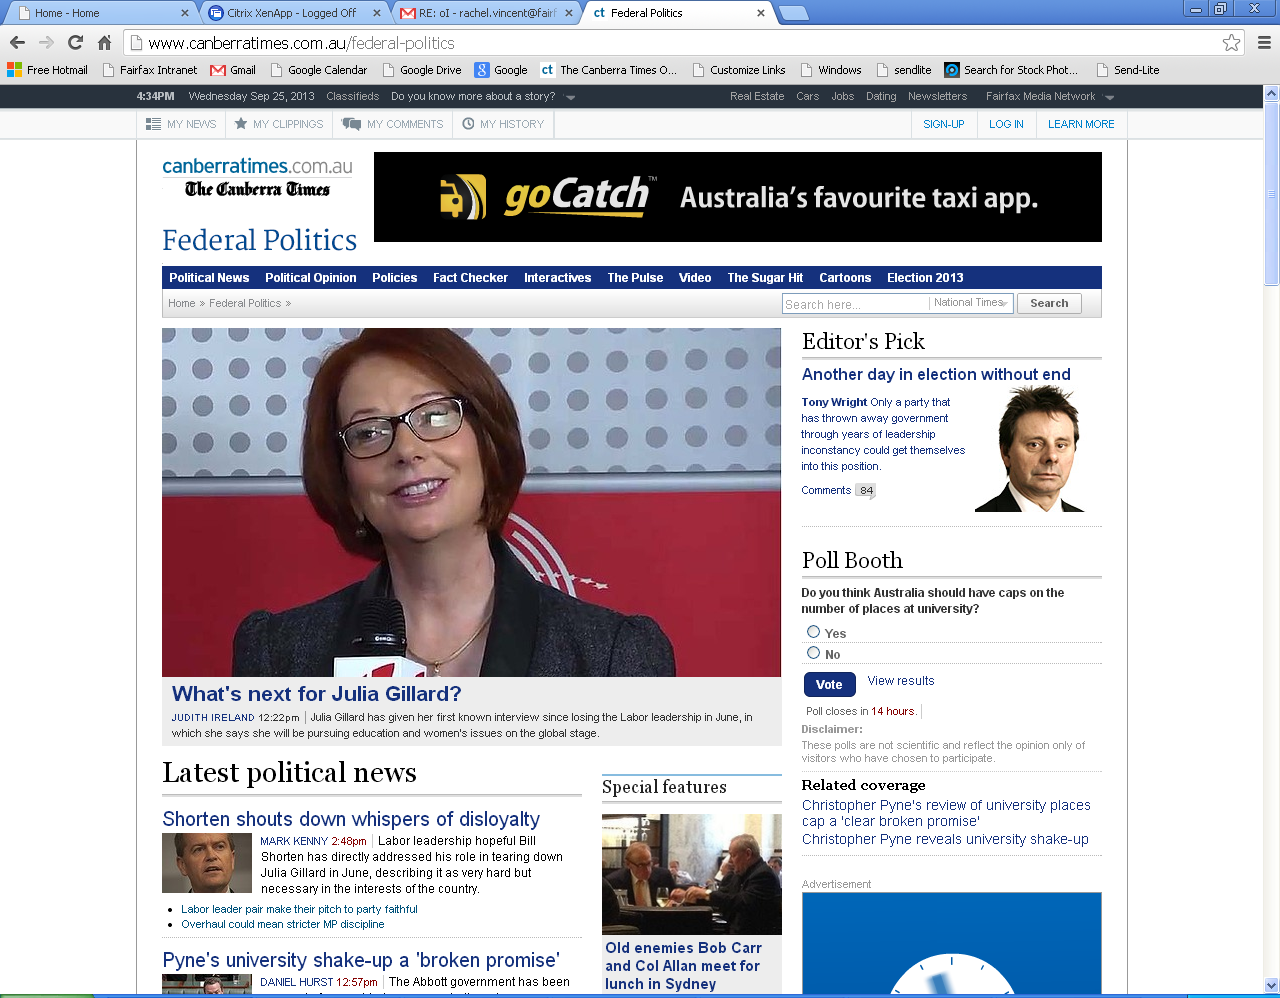 Home - Home
Citrix XenApp - Logged Off
RE: oI - rachel.vincent@fairf
ct Federal Politics
www.canberratimes.com.au/federal-politics
Free Hotmail Fairfax Intranet Gmail Google Calendar Google Drive Google The Canberra Times O... Customize Links Windows sendlite Search for Stock Phot... Send-Lite
4:34PM Wednesday Sep 25, 2013 Classifieds Do you know more about a story? Real Estate Cars Jobs Dating Newsletters Fairfax Media Network
MY NEWS MY CLIPPINGS MY COMMENTS MY HISTORY SIGN-UP LOG IN LEARN MORE
canberratimes.com.au
The Canberra Times
goCatch™ Australia's favourite taxi app.
Federal Politics
Political News Political Opinion Policies Fact Checker Interactives The Pulse Video The Sugar Hit Cartoons Election 2013
Home » Federal Politics »
Search here... National Times Search
What's next for Julia Gillard?
JUDITH IRELAND 12:22pm Julia Gillard has given her first known interview since losing the Labor leadership in June, in
which she says she will be pursuing education and women's issues on the global stage.
Latest political news
Shorten shouts down whispers of disloyalty
MARK KENNY 2:48pm Labor leadership hopeful Bill
Shorten has directly addressed his role in tearing down
Julia Gillard in June, describing it as very hard but
necessary in the interests of the country.
• Labor leader pair make their pitch to party faithful
• Overhaul could mean stricter MP discipline
Pyne's university shake-up a 'broken promise'
DANIEL HURST 12:57pm The Abbott government has been
Special features
Old enemies Bob Carr
and Col Allan meet for
lunch in Sydney
Editor's Pick
Another day in election without end
Tony Wright Only a party that
has thrown away government
through years of leadership
inconstancy could get themselves
into this position.
Comments 84
Poll Booth
Do you think Australia should have caps on the
number of places at university?
Yes
No
Vote View results
Poll closes in 14 hours.
Disclaimer:
These polls are not scientific and reflect the opinion only of
visitors who have chosen to participate.
Related coverage
Christopher Pyne's review of university places
cap a 'clear broken promise'
Christopher Pyne reveals university shake-up
Advertisement